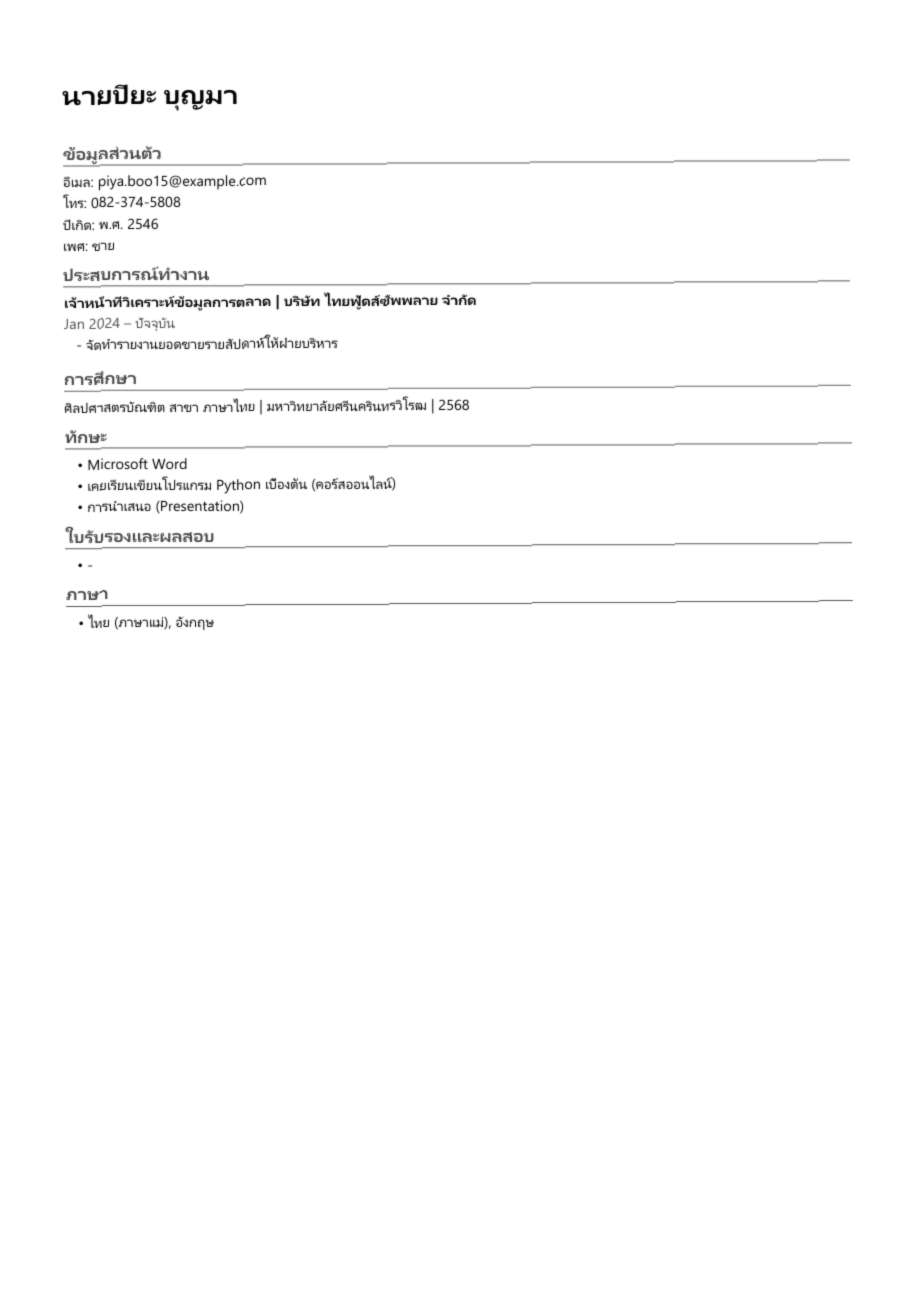 นายปิยะ บุญมา
ข้อมูลส่วนตัว
อีเมล: piya.boo15@example.com
โทร: 082-374-5808
ปีเกิด: พ.ศ. 2546
เพศ: ชาย
ประสบการณ์ทำงาน
เจ้าหน้าที่วิเคราะห์ข้อมูลการตลาด | บริษัท ไทยฟู้ดส์ซัพพลาย จำกัด
Jan 2024 – ปัจจุบัน
- จัดทำรายงานยอดขายรายสัปดาห์ให้ฝ่ายบริหาร
การศึกษา
ศิลปศาสตรบัณฑิต สาขา ภาษาไทย | มหาวิทยาลัยศรีนครินทรวิโรฒ | 2568
ทักษะ
• Microsoft Word
• เคยเรียนเขียนโปรแกรม Python เบื้องต้น (คอร์สออนไลน์)
• การนำเสนอ (Presentation)
ใบรับรองและผลสอบ
• -
ภาษา
• ไทย (ภาษาแม่), อังกฤษ